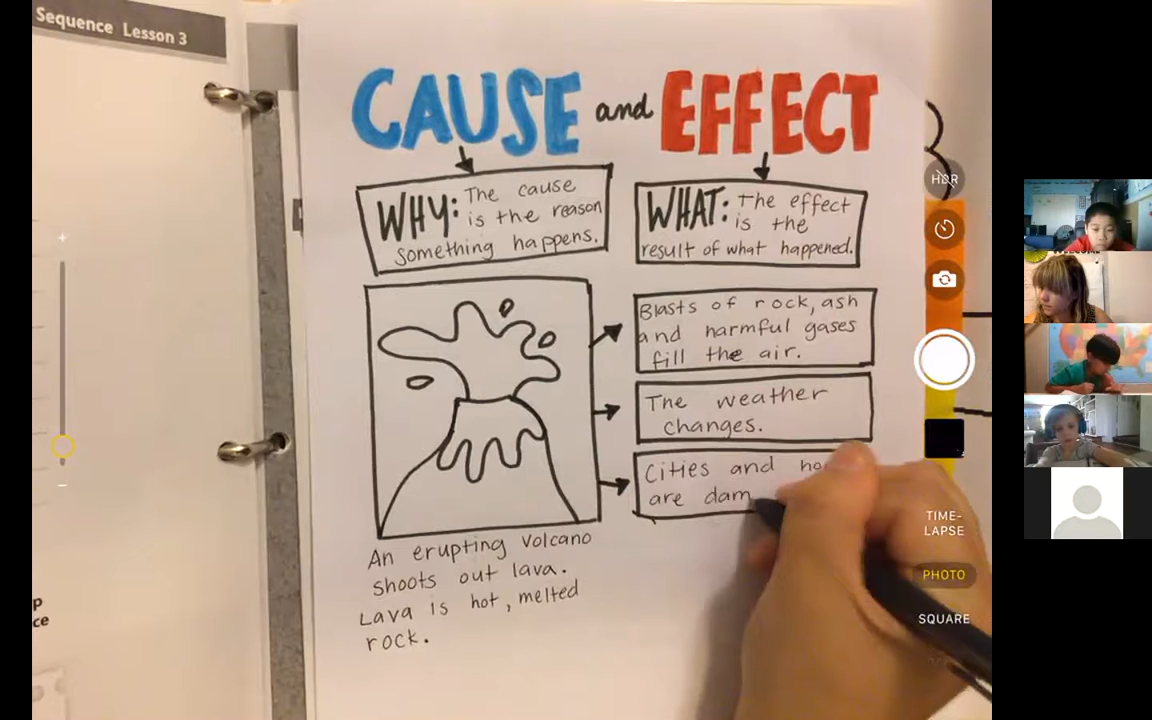 Sequence Lesson 3
CAUSE and EFFECT
WHY: The cause
is the reason
something happens.
WHAT: The effect
is the
result of what happened.
Blasts of rock, ash
and harmful gases
fill the air.
The weather
changes.
Cities and ho
are dam
An erupting volcano
shoots out lava.
Lava is hot, melted
rock.
HDR
TIME-
LAPSE
PHOTO
SQUARE